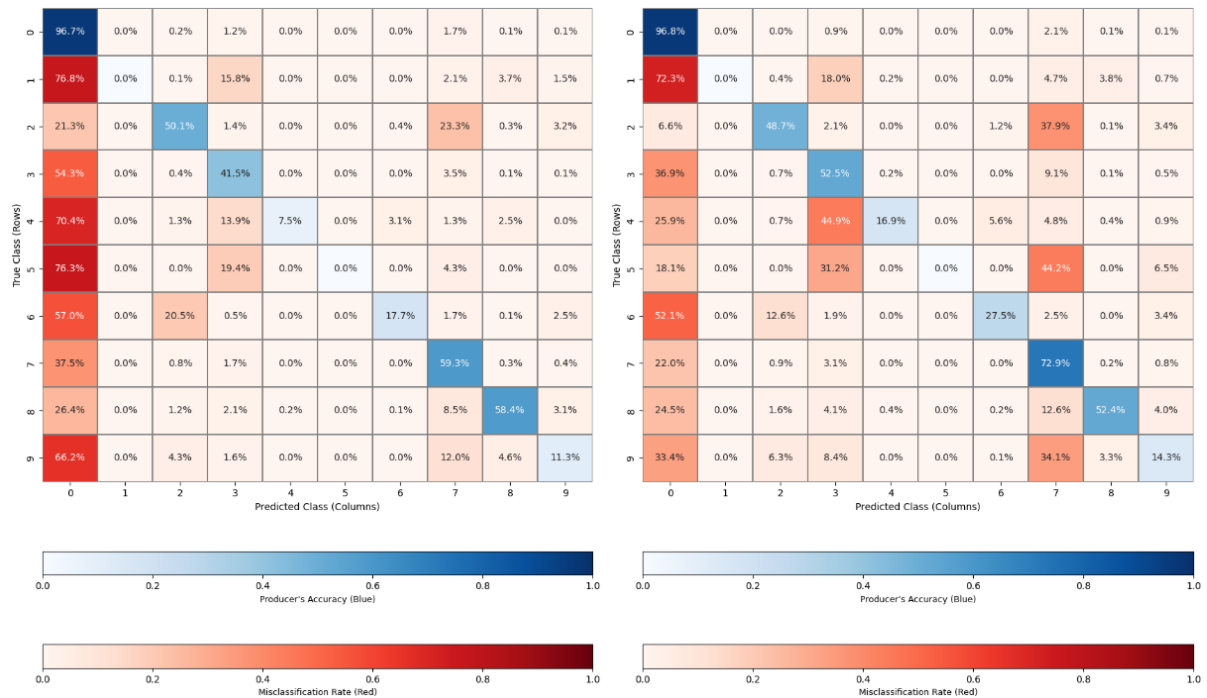 0 96.7% 0.0% 0.2% 1.2% 0.0% 0.0% 0.0% 1.7% 0.1% 0.1%
1 76.8% 0.0% 0.1% 15.8% 0.0% 0.0% 0.0% 2.1% 3.7% 1.5%
2 21.3% 0.0% 50.1% 1.4% 0.0% 0.0% 0.4% 23.3% 0.3% 3.2%
3 54.3% 0.0% 0.4% 41.5% 0.0% 0.0% 0.0% 3.5% 0.1% 0.1%
4 70.4% 0.0% 1.3% 13.9% 7.5% 0.0% 3.1% 1.3% 2.5% 0.0%
5 76.3% 0.0% 0.0% 19.4% 0.0% 0.0% 0.0% 4.3% 0.0% 0.0%
6 57.0% 0.0% 20.5% 0.5% 0.0% 0.0% 17.7% 1.7% 0.1% 2.5%
7 37.5% 0.0% 0.8% 1.7% 0.0% 0.0% 0.0% 59.3% 0.3% 0.4%
8 26.4% 0.0% 1.2% 2.1% 0.2% 0.0% 0.1% 8.5% 58.4% 3.1%
9 66.2% 0.0% 4.3% 1.6% 0.0% 0.0% 0.0% 12.0% 4.6% 11.3%
True Class (Rows)
0 1 2 3 4 5 6 7 8 9
Predicted Class (Columns)
0.0 0.2 0.4 0.6 0.8 1.0
Producer's Accuracy (Blue)
0.0 0.2 0.4 0.6 0.8 1.0
Misclassification Rate (Red)
0 96.8% 0.0% 0.0% 0.9% 0.0% 0.0% 0.0% 2.1% 0.1% 0.1%
1 72.3% 0.0% 0.4% 18.0% 0.2% 0.0% 0.0% 4.7% 3.8% 0.7%
2 6.6% 0.0% 48.7% 2.1% 0.0% 0.0% 1.2% 37.9% 0.1% 3.4%
3 36.9% 0.0% 0.7% 52.5% 0.2% 0.0% 0.0% 9.1% 0.1% 0.5%
4 25.9% 0.0% 0.7% 44.9% 16.9% 0.0% 5.6% 4.8% 0.4% 0.9%
5 18.1% 0.0% 0.0% 31.2% 0.0% 0.0% 0.0% 44.2% 0.0% 6.5%
6 52.1% 0.0% 12.6% 1.9% 0.0% 0.0% 27.5% 2.5% 0.0% 3.4%
7 22.0% 0.0% 0.9% 3.1% 0.0% 0.0% 0.0% 72.9% 0.2% 0.8%
8 24.5% 0.0% 1.6% 4.1% 0.4% 0.0% 0.2% 12.6% 52.4% 4.0%
9 33.4% 0.0% 6.3% 8.4% 0.0% 0.0% 0.1% 34.1% 3.3% 14.3%
True Class (Rows)
0 1 2 3 4 5 6 7 8 9
Predicted Class (Columns)
0.0 0.2 0.4 0.6 0.8 1.0
Producer's Accuracy (Blue)
0.0 0.2 0.4 0.6 0.8 1.0
Misclassification Rate (Red)